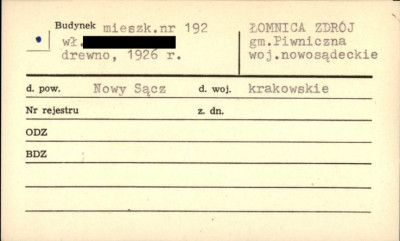 Budynek mieszk.nr 192 ŁOMNICA ZDRÓJ
wł. gm.Piwniczna
drewno, 1926 r. woj.nowosądeckie
d. pow. Nowy Sącz d. woj. krakowskie
Nr rejestru z. dn.
ODZ
BDZ